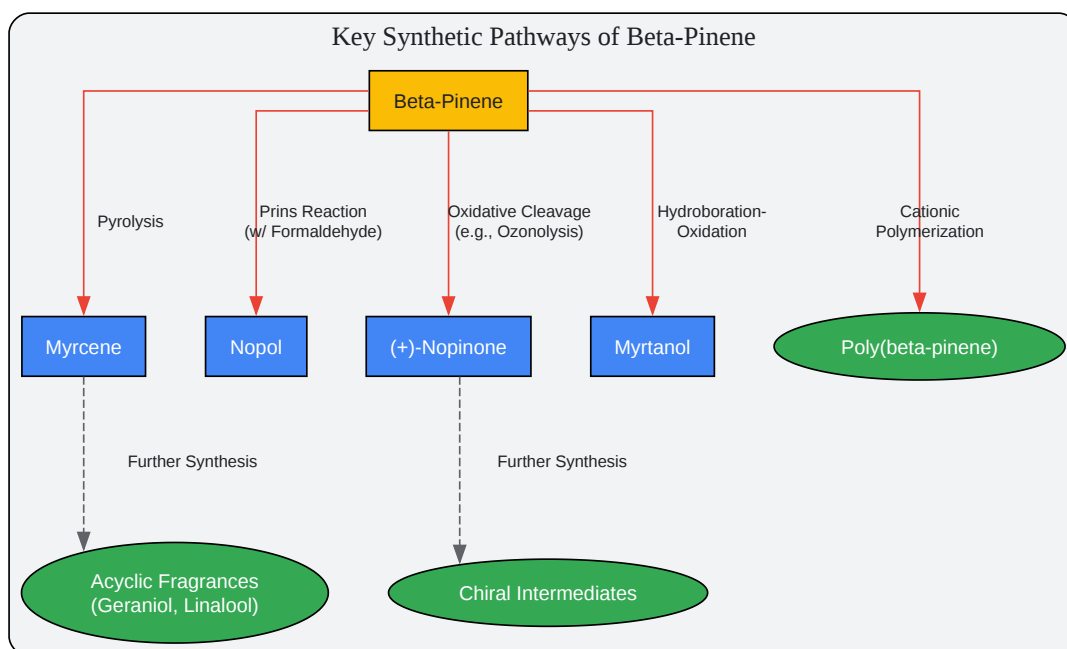 Key Synthetic Pathways of Beta-Pinene
Beta-Pinene
Pyrolysis
Prins Reaction
(w/ Formaldehyde)
Oxidative Cleavage
(e.g., Ozonolysis)
Hydroboration-
Oxidation
Cationic
Polymerization
Myrcene
Nopol
(+)-Nopinone
Myrtanol
Poly(beta-pinene)
Further Synthesis
Further Synthesis
Acyclic Fragrances
(Geraniol, Linalool)
Chiral Intermediates